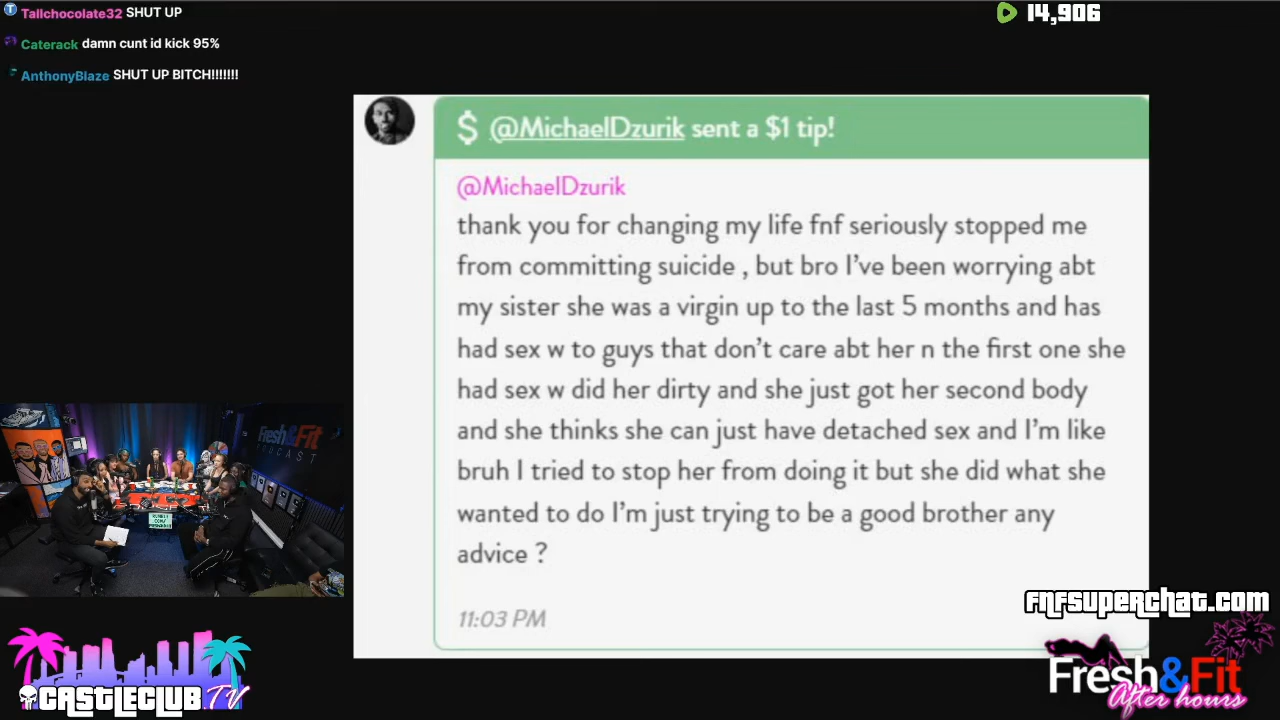 Tallchocolate32 SHUT UP
Caterack damn cunt id kick 95%
AnthonyBlaze SHUT UP BITCH!!!!!!!
14,906
$ @MichaelDzurik sent a $1 tip!
@MichaelDzurik
thank you for changing my life fnf seriously stopped me
from committing suicide , but bro I've been worrying abt
my sister she was a virgin up to the last 5 months and has
had sex w to guys that don't care abt her n the first one she
had sex w did her dirty and she just got her second body
and she thinks she can just have detached sex and I'm like
bruh I tried to stop her from doing it but she did what she
wanted to do I'm just trying to be a good brother any
advice ?
11:03 PM
Fresh&Fit
PODCAST
FNFSUPERCHAT.COM
CASTLECLUB TV
Fresh&Fit
After hours